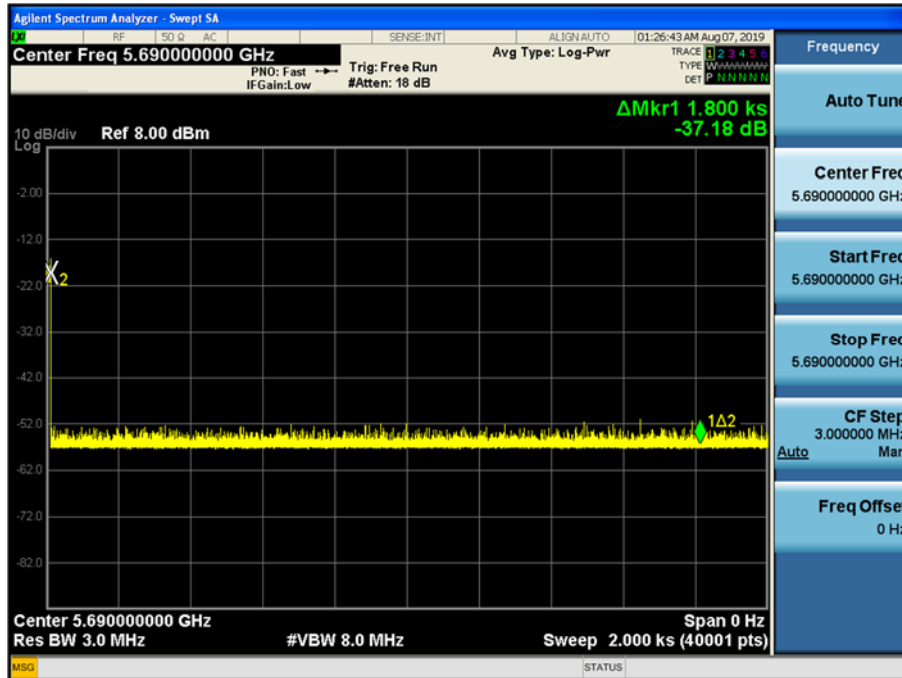 Agilent Spectrum Analyzer - Swept SA
LXI RF 50 Ω AC SENSE:INT ALIGN AUTO 01:26:43 AM Aug 07, 2019
Center Freq 5.690000000 GHz
PNO: Fast
IFGain:Low
Trig: Free Run
#Atten: 18 dB
Avg Type: Log-Pwr
TRACE 1 2 3 4 5 6
TYPE
DET P N N N N N
ΔMkr1 1.800 ks
-37.18 dB
10 dB/div Ref 8.00 dBm
Log
-2.00
-12.0
-22.0
-32.0
-42.0
-52.0
-62.0
-72.0
-82.0
X2
1Δ2
Center 5.690000000 GHz Span 0 Hz
Res BW 3.0 MHz #VBW 8.0 MHz Sweep 2.000 ks (40001 pts)
MSG STATUS
Frequency
Auto Tune
Center Freq
5.690000000 GHz
Start Freq
5.690000000 GHz
Stop Freq
5.690000000 GHz
CF Step
3.000000 MHz
Auto Man
Freq Offset
0 Hz